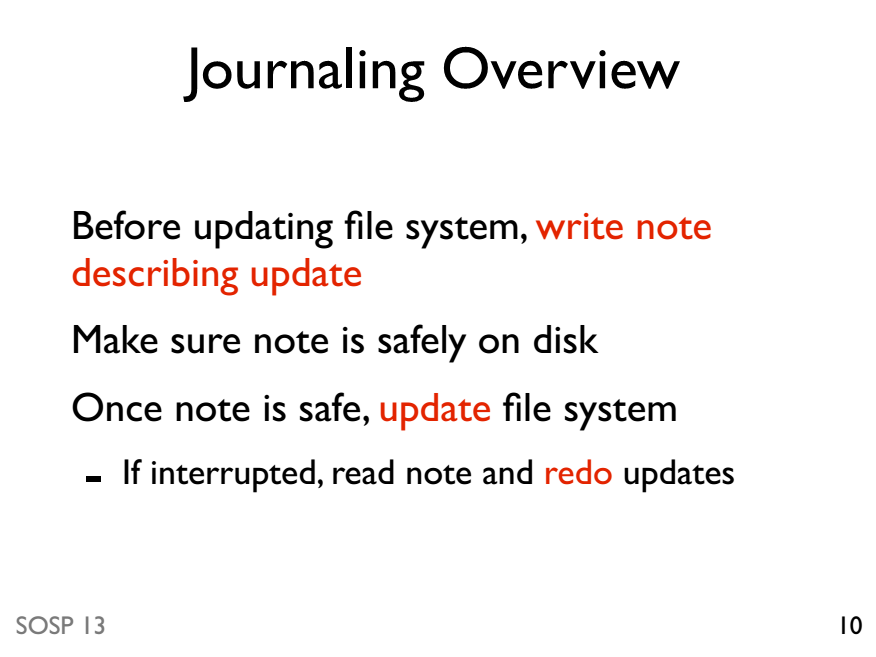 Journaling Overview
Before updating file system, write note
describing update
Make sure note is safely on disk
Once note is safe, update file system
- If interrupted, read note and redo updates
SOSP 13
10